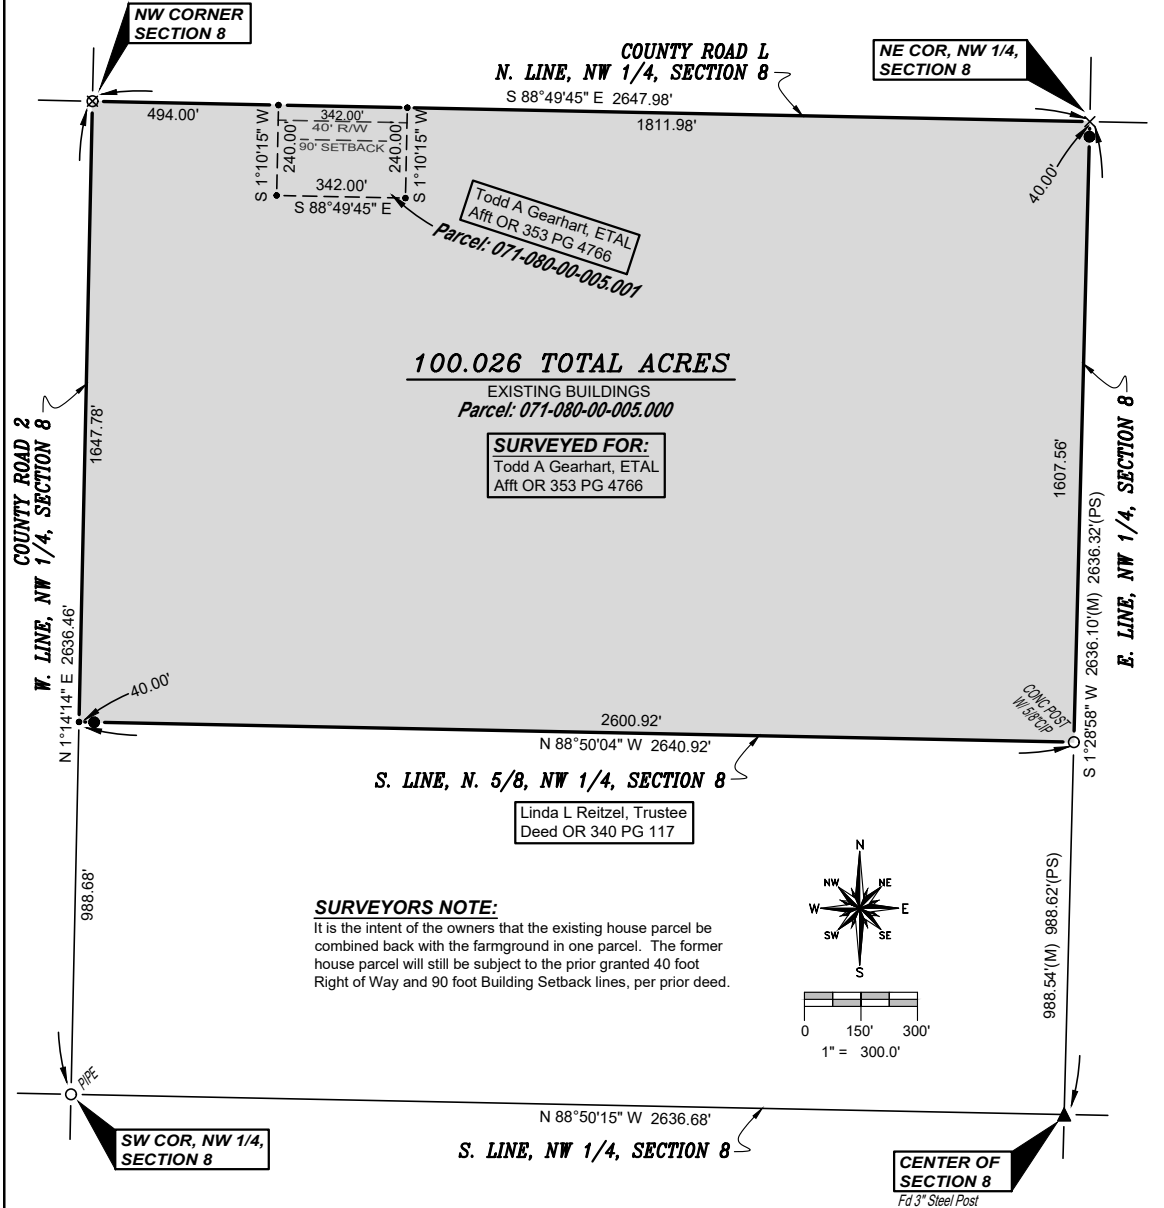 NW CORNER
SECTION 8
COUNTY ROAD L
N. LINE, NW 1/4, SECTION 8
S 88°49'45" E 2647.98'
NE COR, NW 1/4,
SECTION 8
494.00'
342.00'
1811.98'
40' R/W
90' SETBACK
S 1°10'15" W
240.00'
240.00'
S 1°10'15" W
342.00'
S 88°49'45" E
40.00'
Todd A Gearhart, ETAL
Afft OR 353 PG 4766
Parcel: 071-080-00-005.001
100.026 TOTAL ACRES
EXISTING BUILDINGS
Parcel: 071-080-00-005.000
SURVEYED FOR:
Todd A Gearhart, ETAL
Afft OR 353 PG 4766
COUNTY ROAD 2
W. LINE, NW 1/4, SECTION 8
1647.78'
N 1°14'14" E 2636.46'
1607.56'
S 1°28'58" W 2636.10'(M) 2636.32'(PS)
E. LINE, NW 1/4, SECTION 8
40.00'
CONC POST
W/ 5/8"CIP
2600.92'
N 88°50'04" W 2640.92'
S. LINE, N. 5/8, NW 1/4, SECTION 8
Linda L Reitzel, Trustee
Deed OR 340 PG 117
988.68'
988.54'(M) 988.62'(PS)
SURVEYORS NOTE:
It is the intent of the owners that the existing house parcel be
combined back with the farmground in one parcel. The former
house parcel will still be subject to the prior granted 40 foot
Right of Way and 90 foot Building Setback lines, per prior deed.
N
NW
NE
W
E
SW
SE
S
0 150' 300'
1" = 300.0'
PIPE
N 88°50'15" W 2636.68'
S. LINE, NW 1/4, SECTION 8
SW COR, NW 1/4,
SECTION 8
CENTER OF
SECTION 8
Fd 3" Steel Post